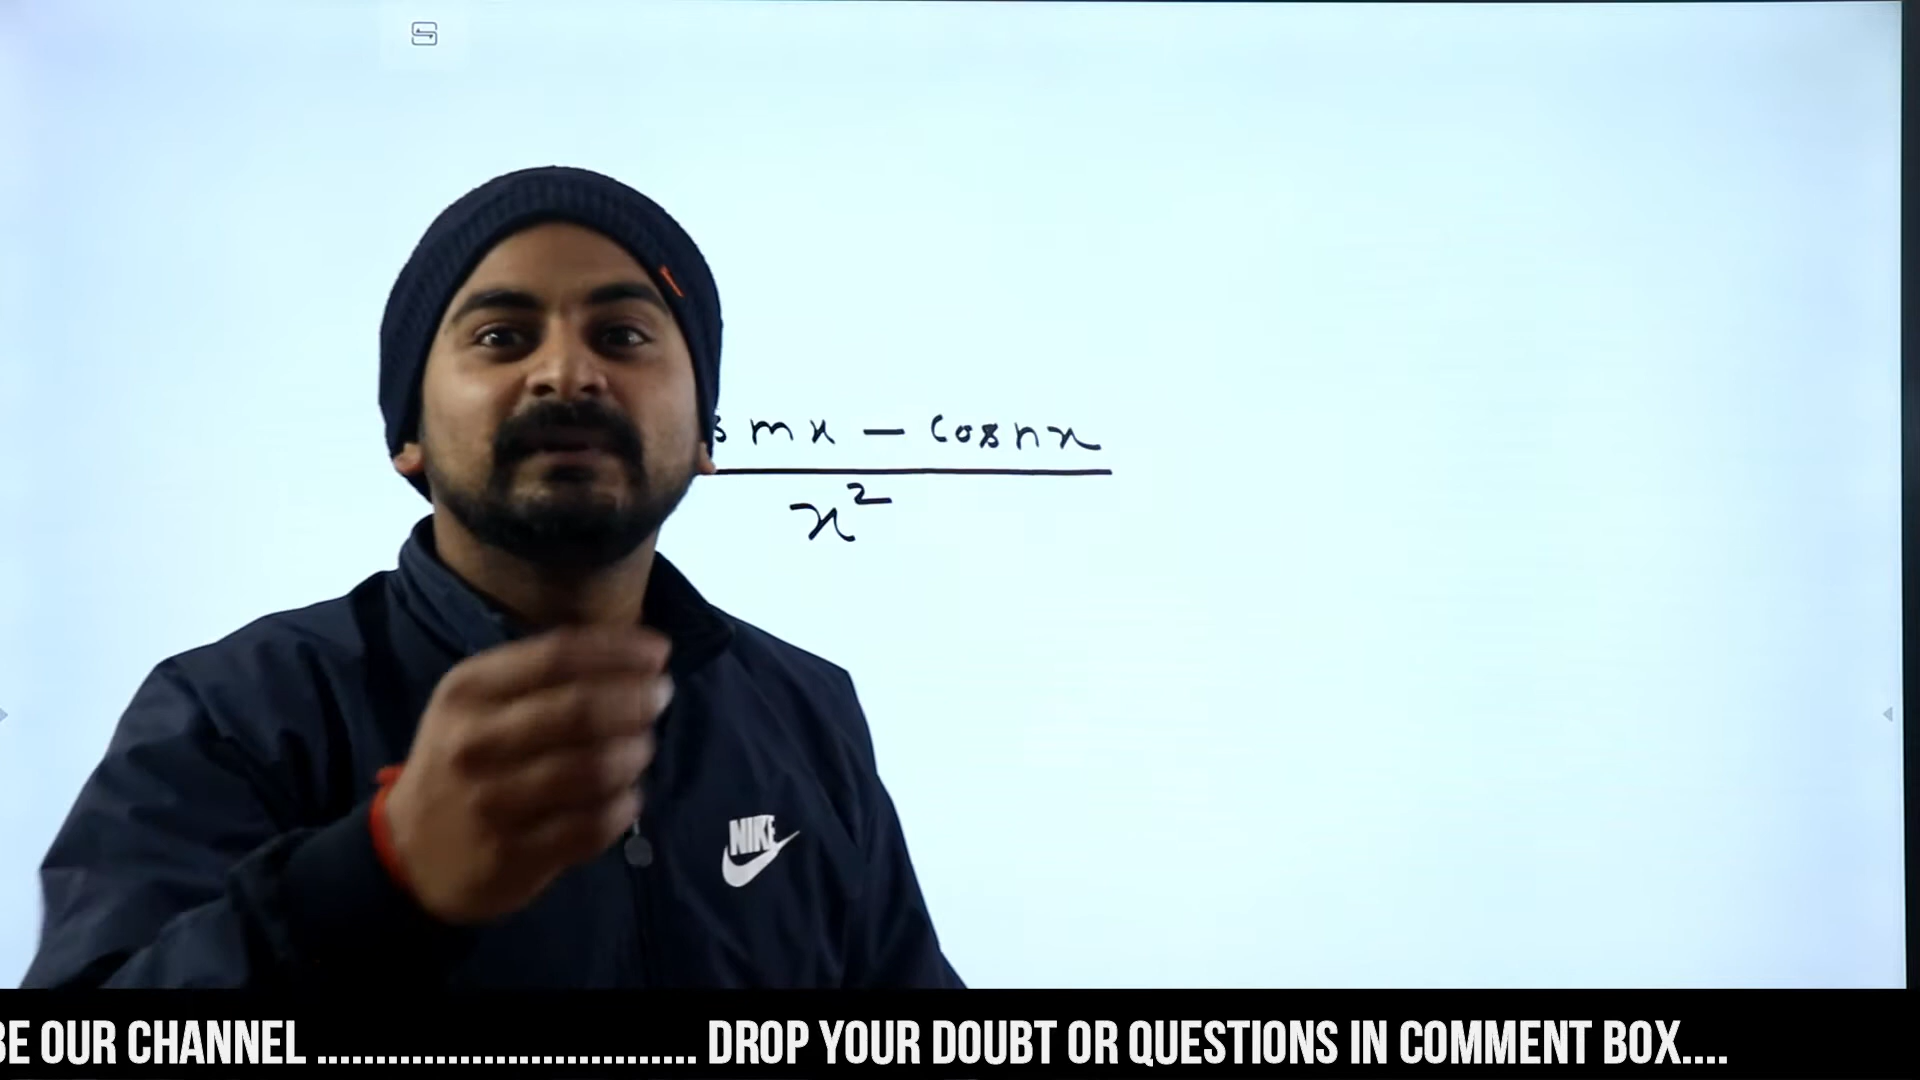 s mx - cos nx
x²
NIKE
BE OUR CHANNEL ................................ DROP YOUR DOUBT OR QUESTIONS IN COMMENT BOX....